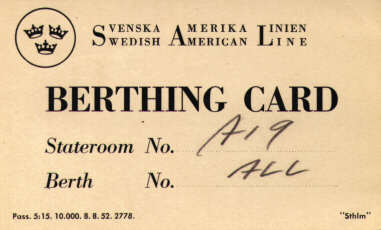 SVENSKA AMERIKA LINIEN
SWEDISH AMERICAN LINE
BERTHING CARD
Stateroom No. A19
Berth No. ALL
Pass. 5:15. 10.000. 8. 8. 52. 2778. "Sthlm"